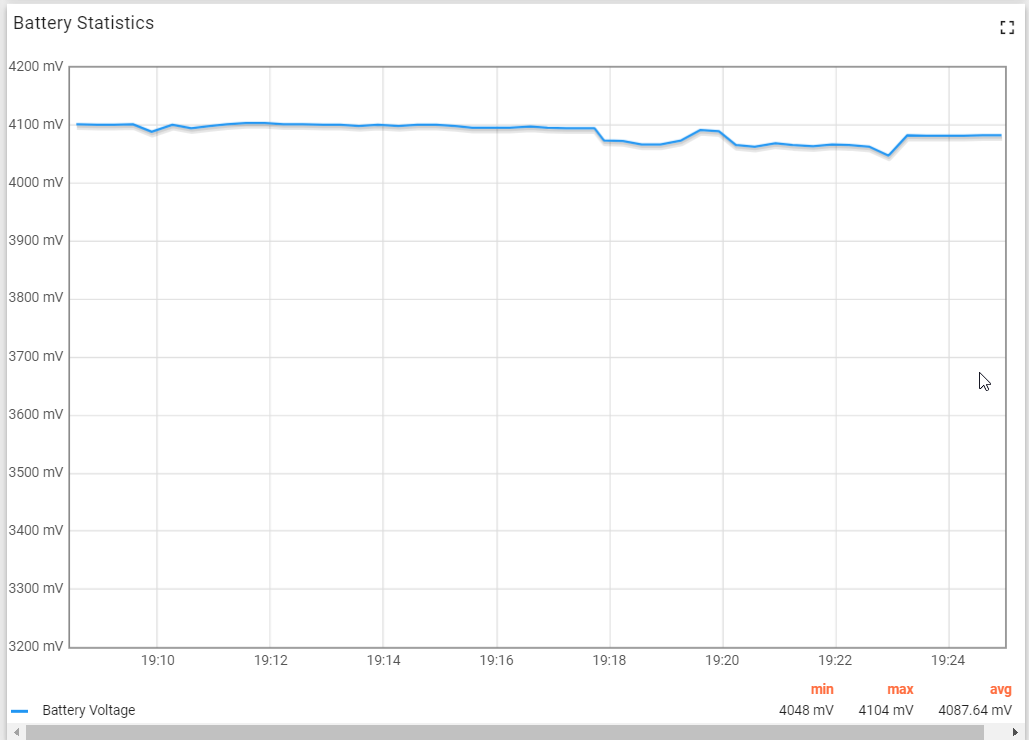 Battery Statistics
4200 mV
4100 mV
4000 mV
3900 mV
3800 mV
3700 mV
3600 mV
3500 mV
3400 mV
3300 mV
3200 mV
19:10 19:12 19:14 19:16 19:18 19:20 19:22 19:24
min max avg
Battery Voltage 4048 mV 4104 mV 4087.64 mV